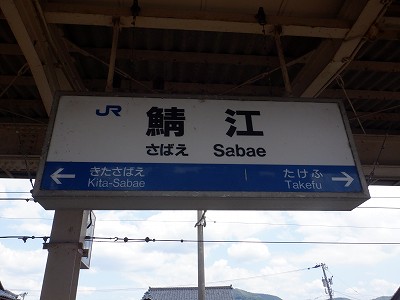 JR 鯖江
さばえ Sabae
← きたさばえ たけふ →
Kita-Sabae Takefu